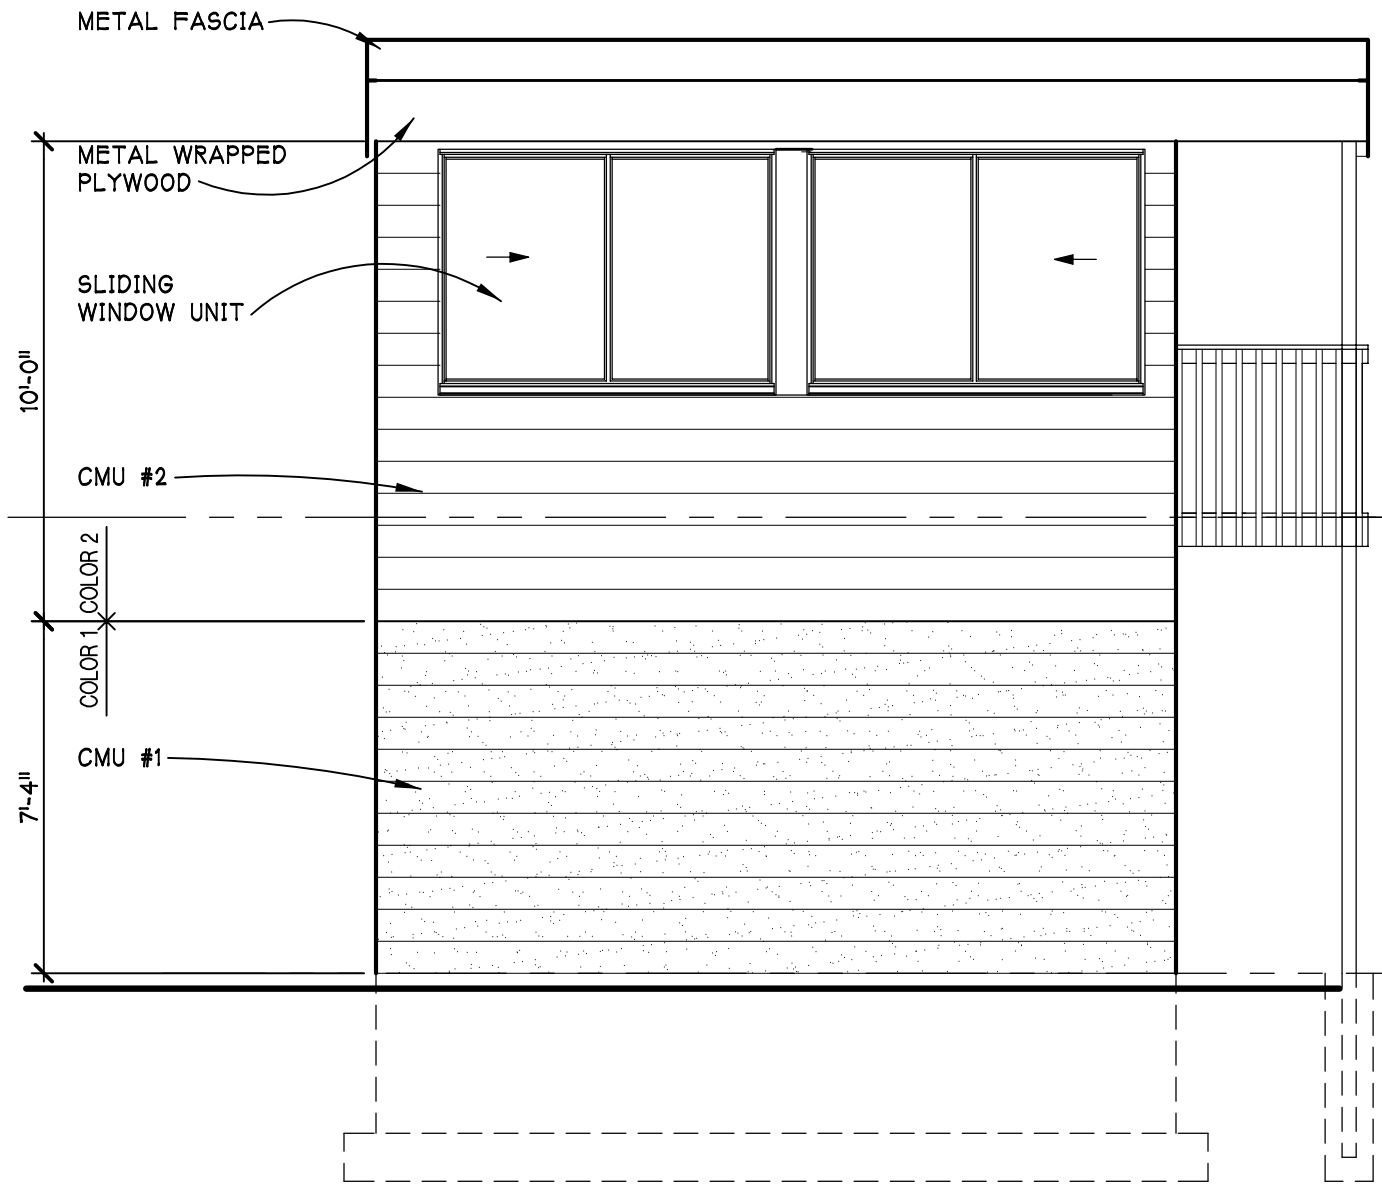 METAL FASCIA
METAL WRAPPED
PLYWOOD
SLIDING
WINDOW UNIT
10'-0"
CMU #2
COLOR 2
COLOR 1
CMU #1
7'-4"